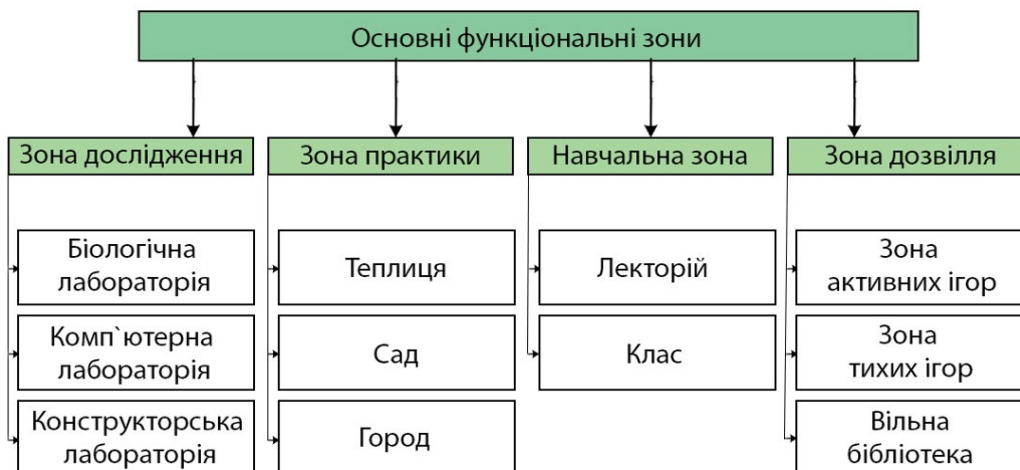 Основні функціональні зони
Зона дослідження
Біологічна
лабораторія
Комп`ютерна
лабораторія
Конструкторська
лабораторія
Зона практики
Теплиця
Сад
Город
Навчальна зона
Лекторій
Клас
Зона дозвілля
Зона
активних ігор
Зона
тихих ігор
Вільна
бібліотека